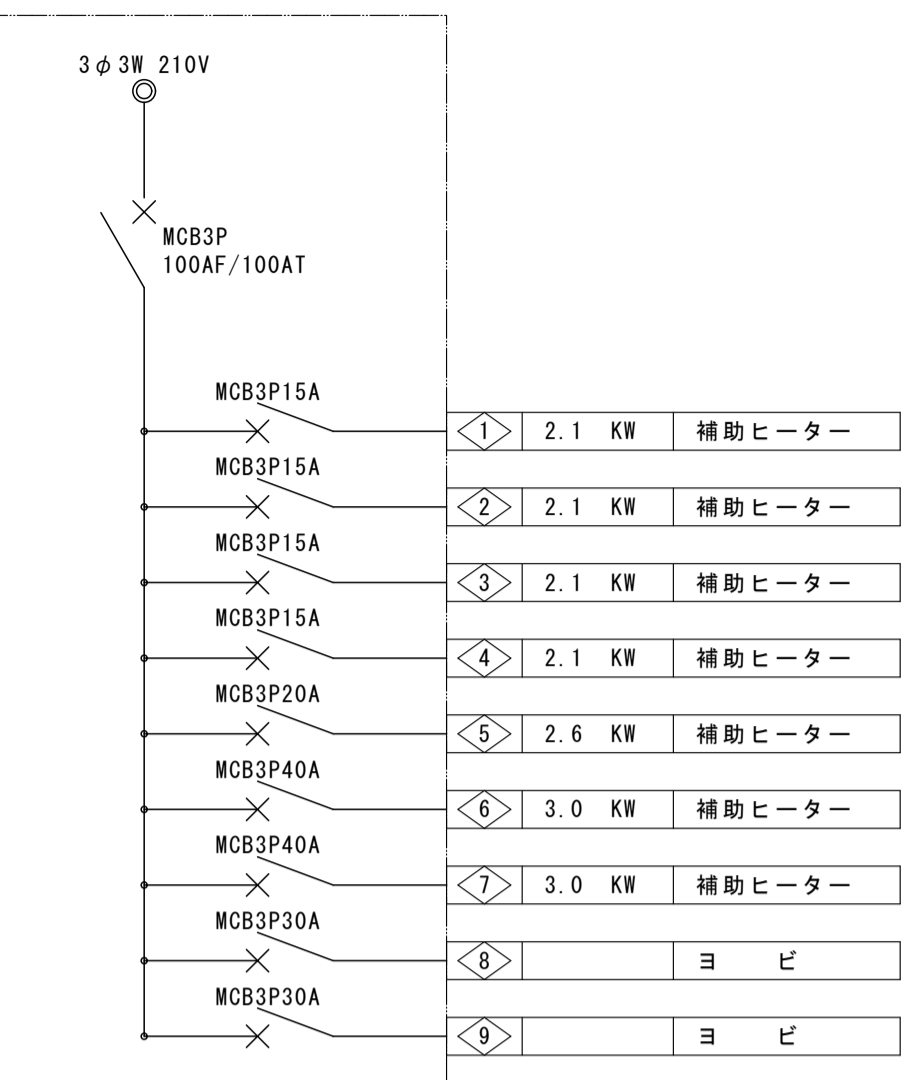 3φ3W 210V
MCB3P
100AF/100AT
MCB3P15A
1 2.1 KW 補助ヒーター
MCB3P15A
2 2.1 KW 補助ヒーター
MCB3P15A
3 2.1 KW 補助ヒーター
MCB3P15A
4 2.1 KW 補助ヒーター
MCB3P20A
5 2.6 KW 補助ヒーター
MCB3P40A
6 3.0 KW 補助ヒーター
MCB3P40A
7 3.0 KW 補助ヒーター
MCB3P30A
8 ヨ ビ
MCB3P30A
9 ヨ ビ